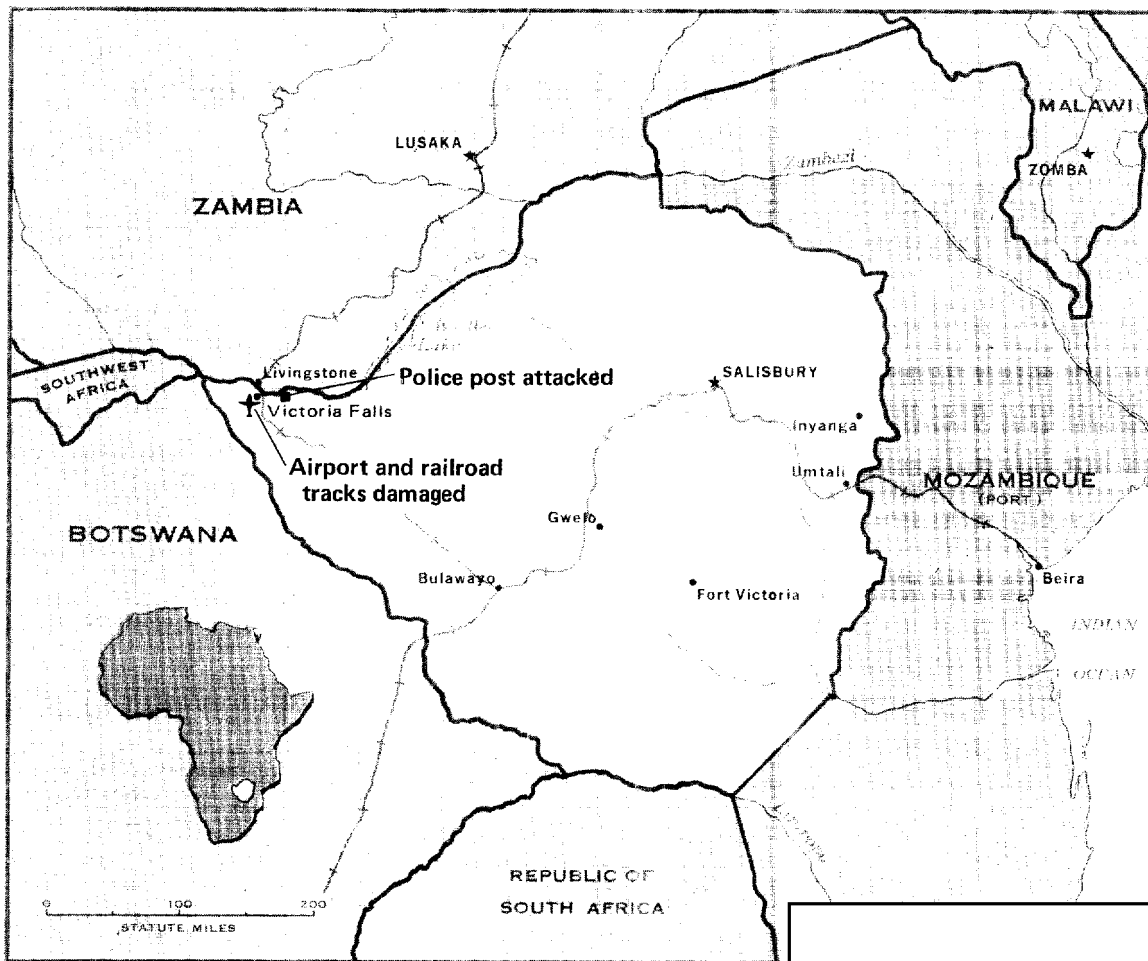 MALAWI
LUSAKA
Zambezi
ZOMBA
ZAMBIA
SOUTHWEST
AFRICA
Livingstone
Police post attacked
SALISBURY
Victoria Falls
Inyanga
Airport and railroad
tracks damaged
Umtali
MOZAMBIQUE
(PORT.)
Gwelo
BOTSWANA
Bulawayo
Fort Victoria
Beira
INDIAN
OCEAN
REPUBLIC OF
SOUTH AFRICA
0 100 200
STATUTE MILES